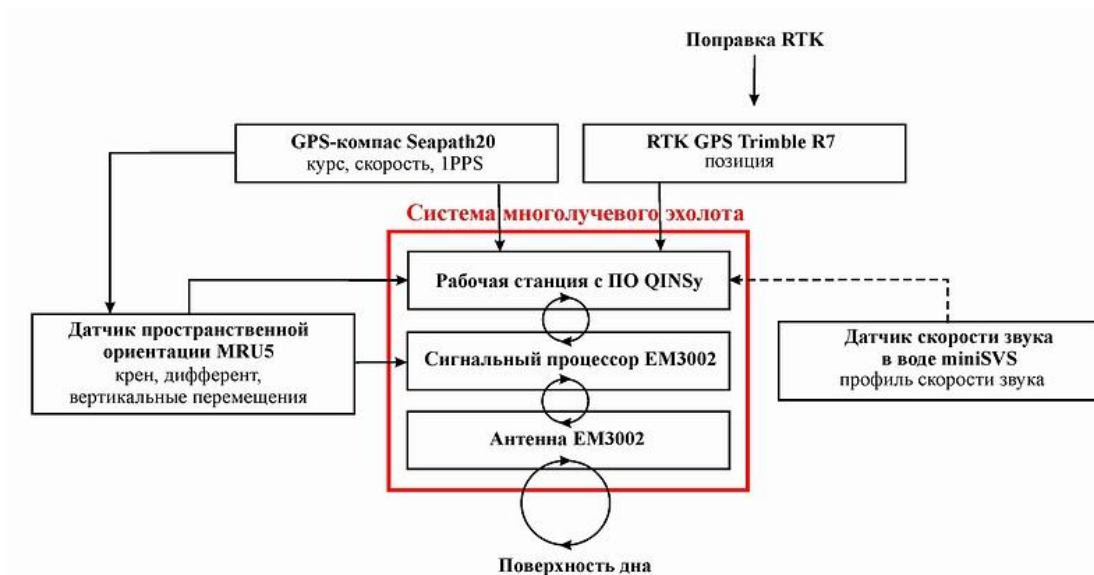 Поправка RTK
GPS-компас Seapath20
курс, скорость, 1PPS
RTK GPS Trimble R7
позиция
Система многолучевого эхолота
Рабочая станция с ПО QINSy
Датчик пространственной
ориентации MRU5
крен, дифферент,
вертикальные перемещения
Сигнальный процессор EM3002
Датчик скорости звука
в воде miniSVS
профиль скорости звука
Антенна EM3002
Поверхность дна